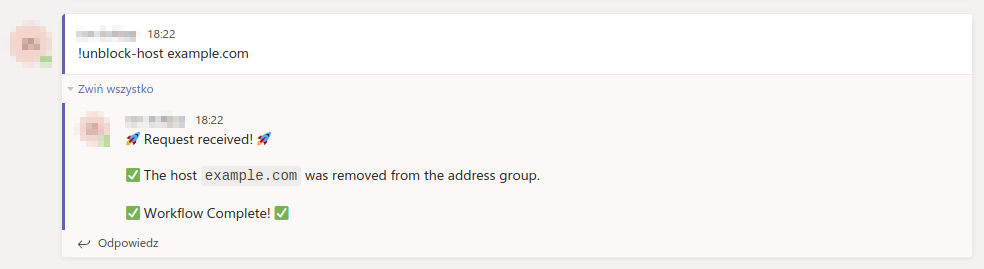 18:22
!unblock-host example.com
Zwiń wszystko
18:22
🚀 Request received! 🚀
✅ The host example.com was removed from the address group.
✅ Workflow Complete! ✅
Odpowiedz